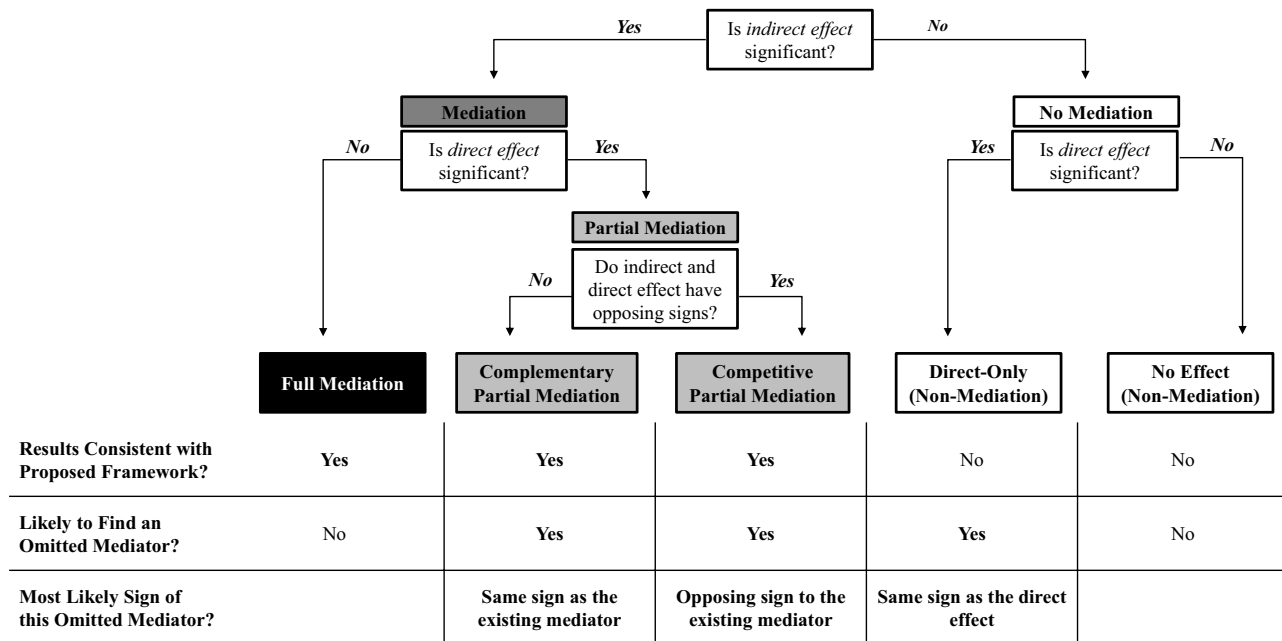 Yes
Is indirect effect
significant?
No
Mediation
No Mediation
No
Is direct effect
significant?
Yes
Yes
Is direct effect
significant?
No
Partial Mediation
No
Do indirect and
direct effect have
opposing signs?
Yes
Full Mediation
Complementary
Partial Mediation
Competitive
Partial Mediation
Direct-Only
(Non-Mediation)
No Effect
(Non-Mediation)
Results Consistent with
Proposed Framework?
Yes
Yes
Yes
No
No
Likely to Find an
Omitted Mediator?
No
Yes
Yes
Yes
No
Most Likely Sign of
this Omitted Mediator?
Same sign as the
existing mediator
Opposing sign to the
existing mediator
Same sign as the direct
effect